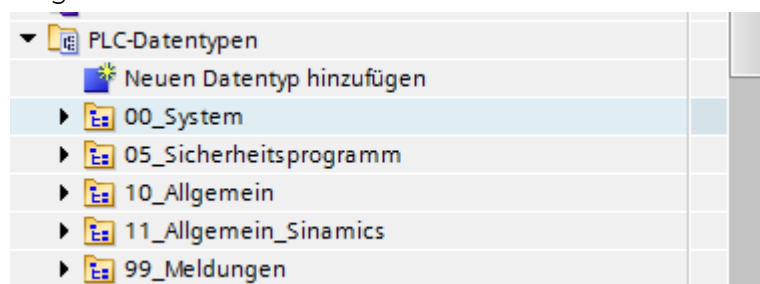 PLC-Datentypen
Neuen Datentyp hinzufügen
00_System
05_Sicherheitsprogramm
10_Allgemein
11_Allgemein_Sinamics
99_Meldungen